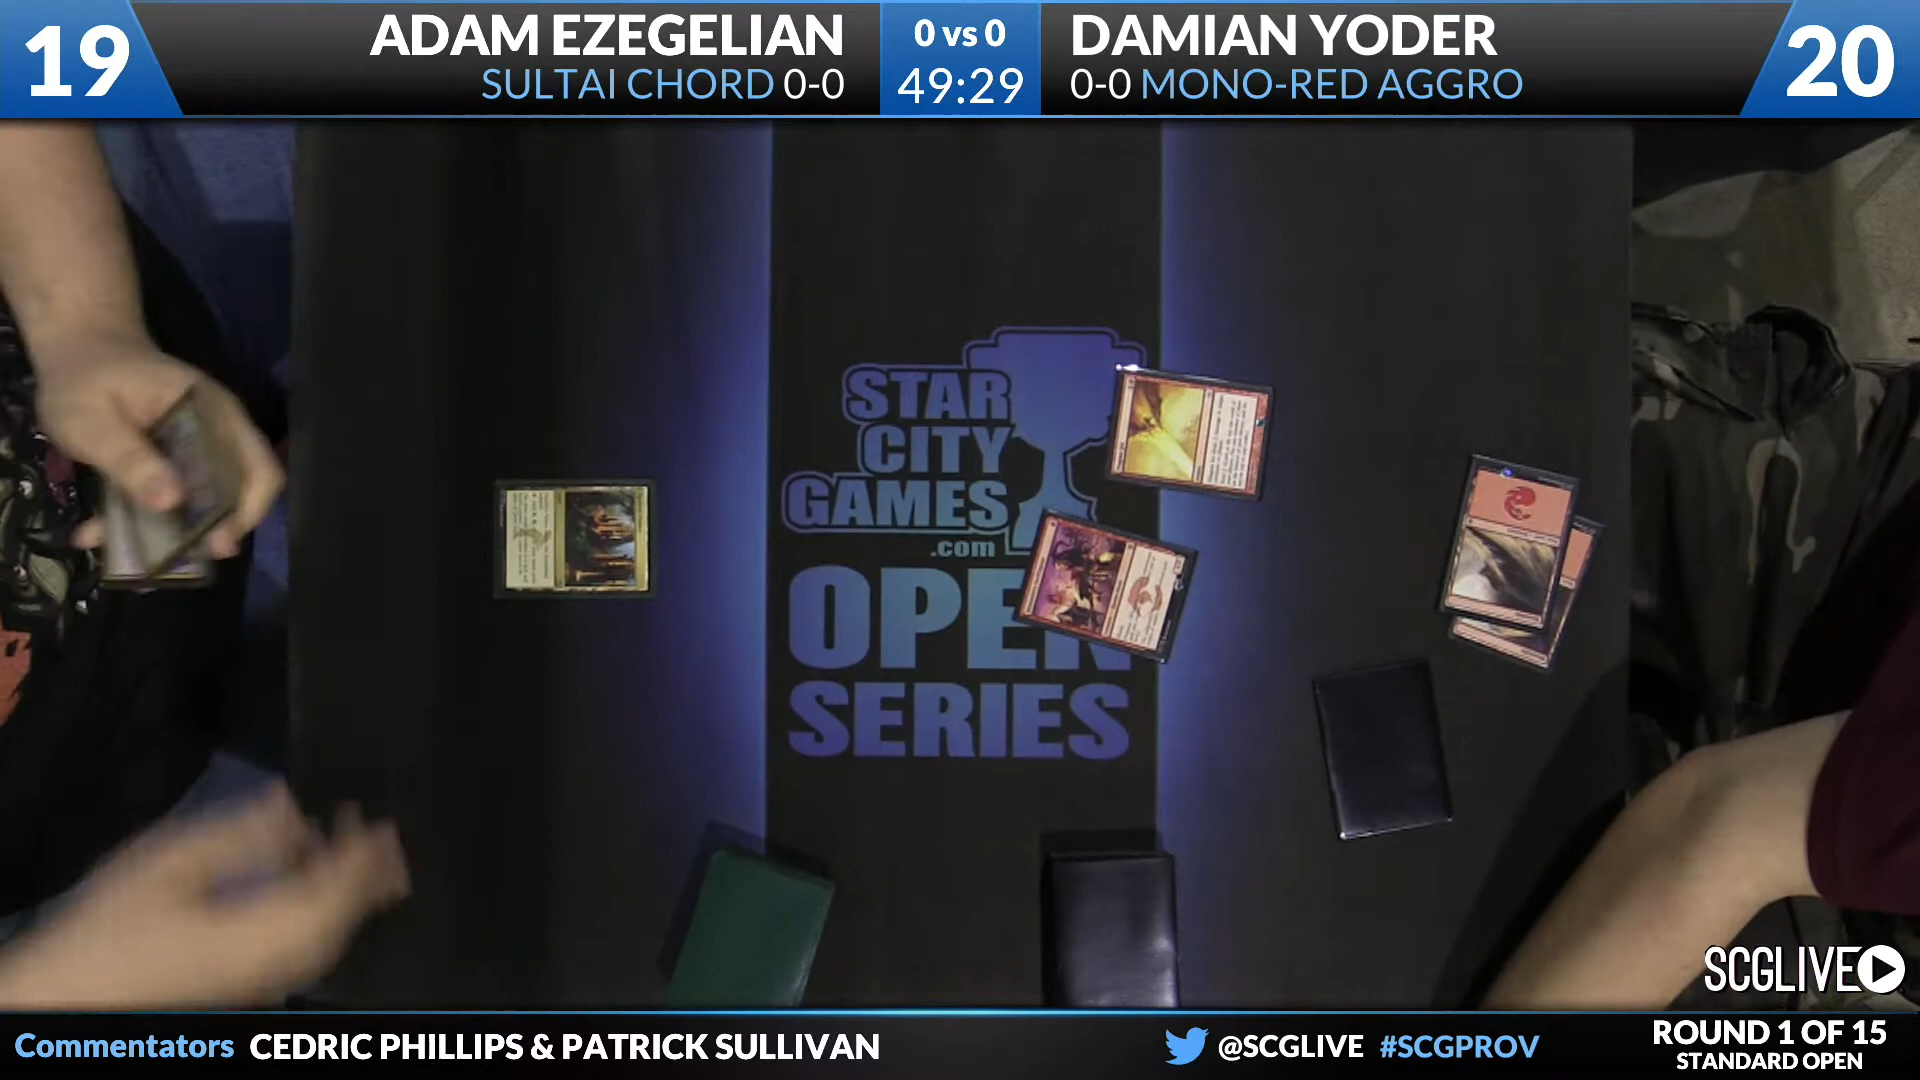 19
ADAM EZEGELIAN
SULTAI CHORD 0-0
0 vs 0
49:29
DAMIAN YODER
0-0 MONO-RED AGGRO
20
STAR
CITY
GAMES
.com
OPEN
SERIES
SCGLIVE
Commentators CEDRIC PHILLIPS & PATRICK SULLIVAN
@SCGLIVE #SCGPROV
ROUND 1 OF 15
STANDARD OPEN